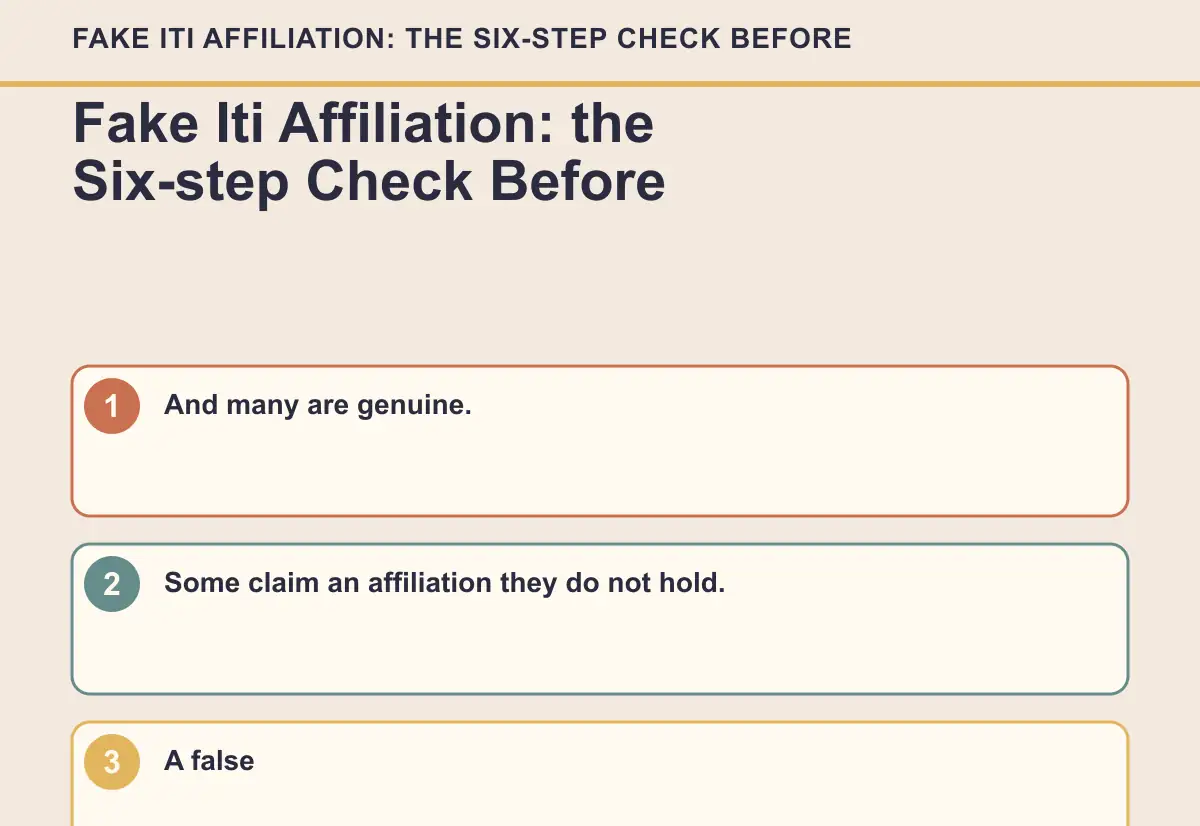 FAKE ITI AFFILIATION: THE SIX-STEP CHECK BEFORE
Fake Iti Affiliation: the
Six-step Check Before
1 And many are genuine.
2 Some claim an affiliation they do not hold.
3 A false